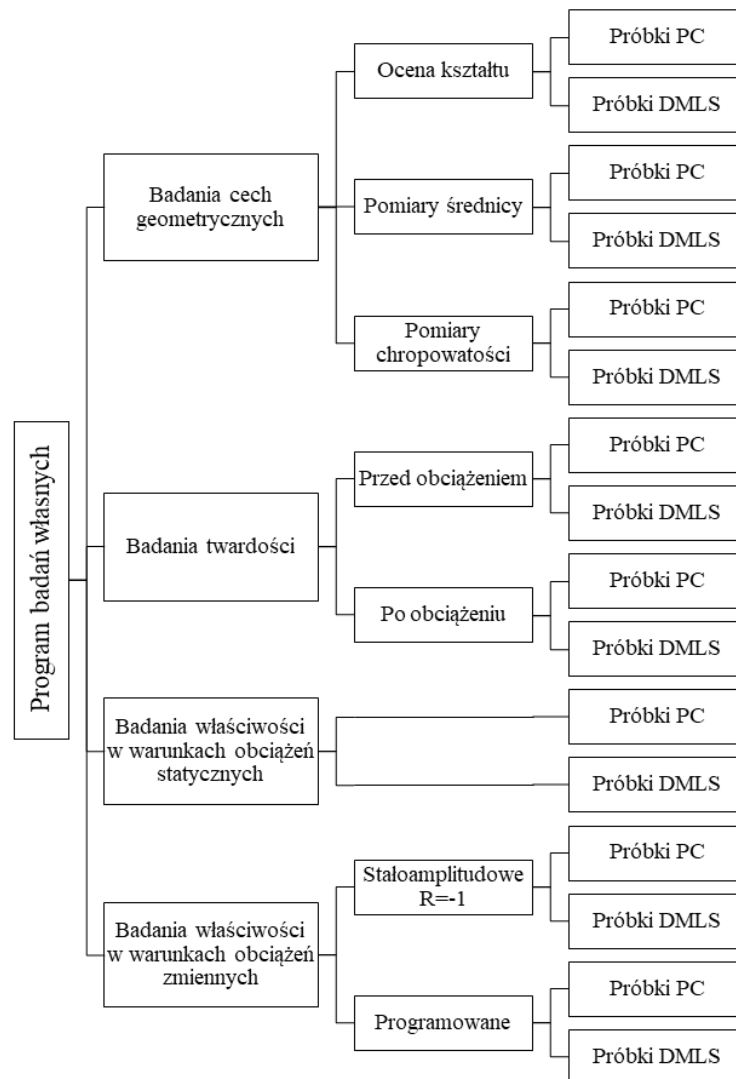 Program badań własnych
Badania cech
geometrycznych
Ocena kształtu
Próbki PC
Próbki DMLS
Pomiary średnicy
Próbki PC
Próbki DMLS
Pomiary
chropowatości
Próbki PC
Próbki DMLS
Badania twardości
Przed obciążeniem
Próbki PC
Próbki DMLS
Po obciążeniu
Próbki PC
Próbki DMLS
Badania właściwości
w warunkach obciążeń
statycznych
Próbki PC
Próbki DMLS
Badania właściwości
w warunkach obciążeń
zmiennych
Stałoamplitudowe
R=-1
Próbki PC
Próbki DMLS
Programowane
Próbki PC
Próbki DMLS